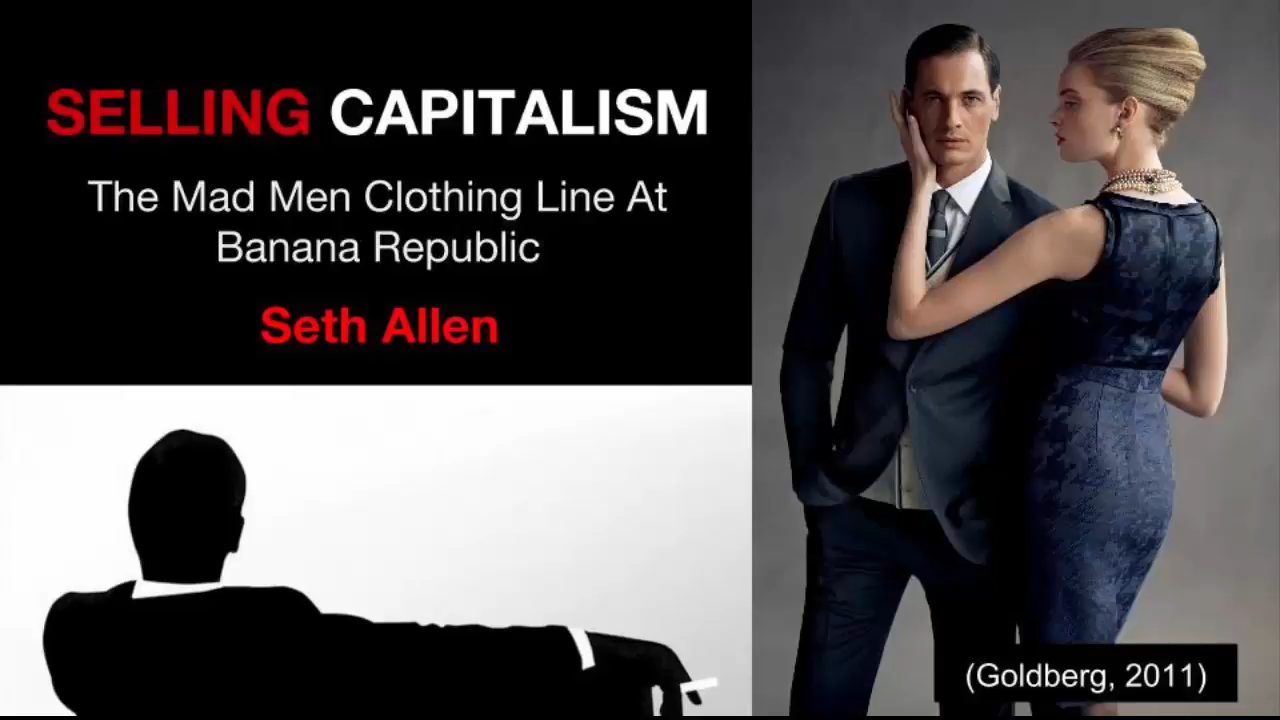 SELLING CAPITALISM
The Mad Men Clothing Line At
Banana Republic
Seth Allen
(Goldberg, 2011)